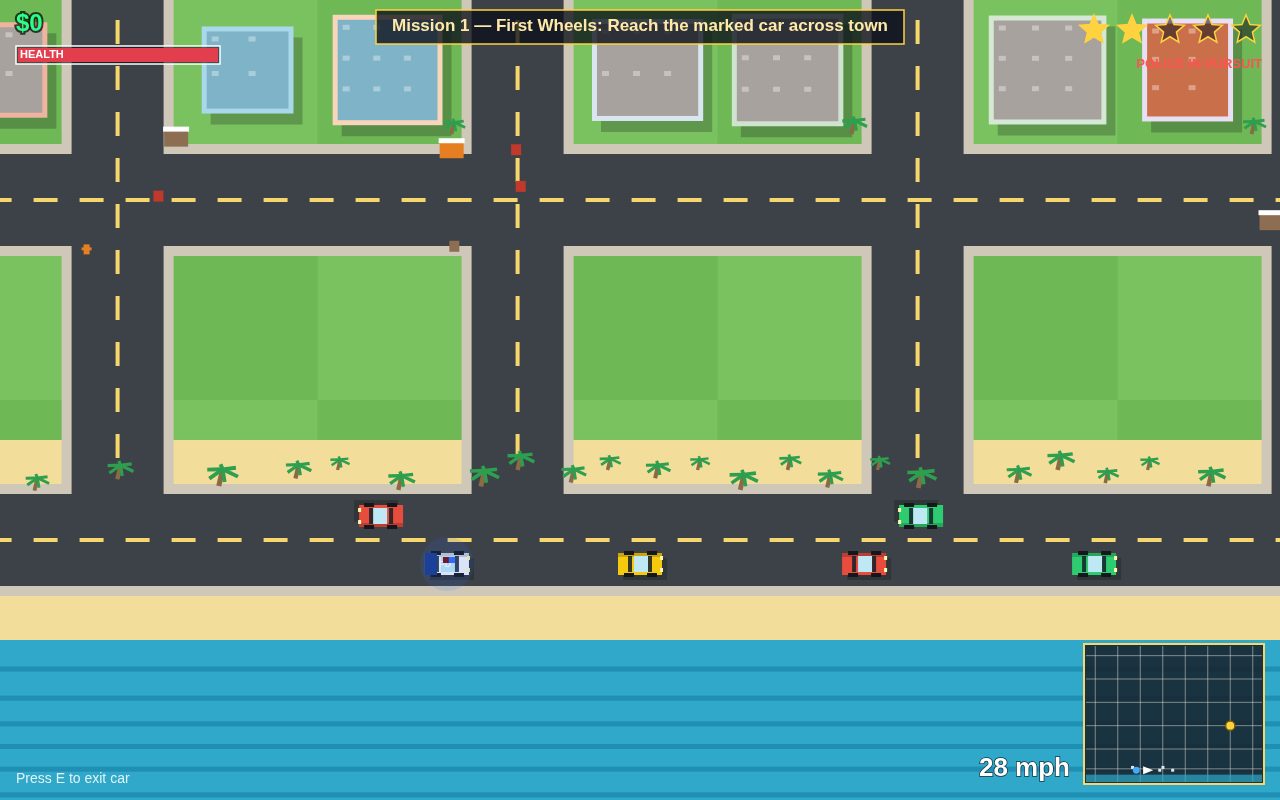 $0
Mission 1 — First Wheels: Reach the marked car across town
HEALTH
POLICE IN PURSUIT
28 mph
Press E to exit car